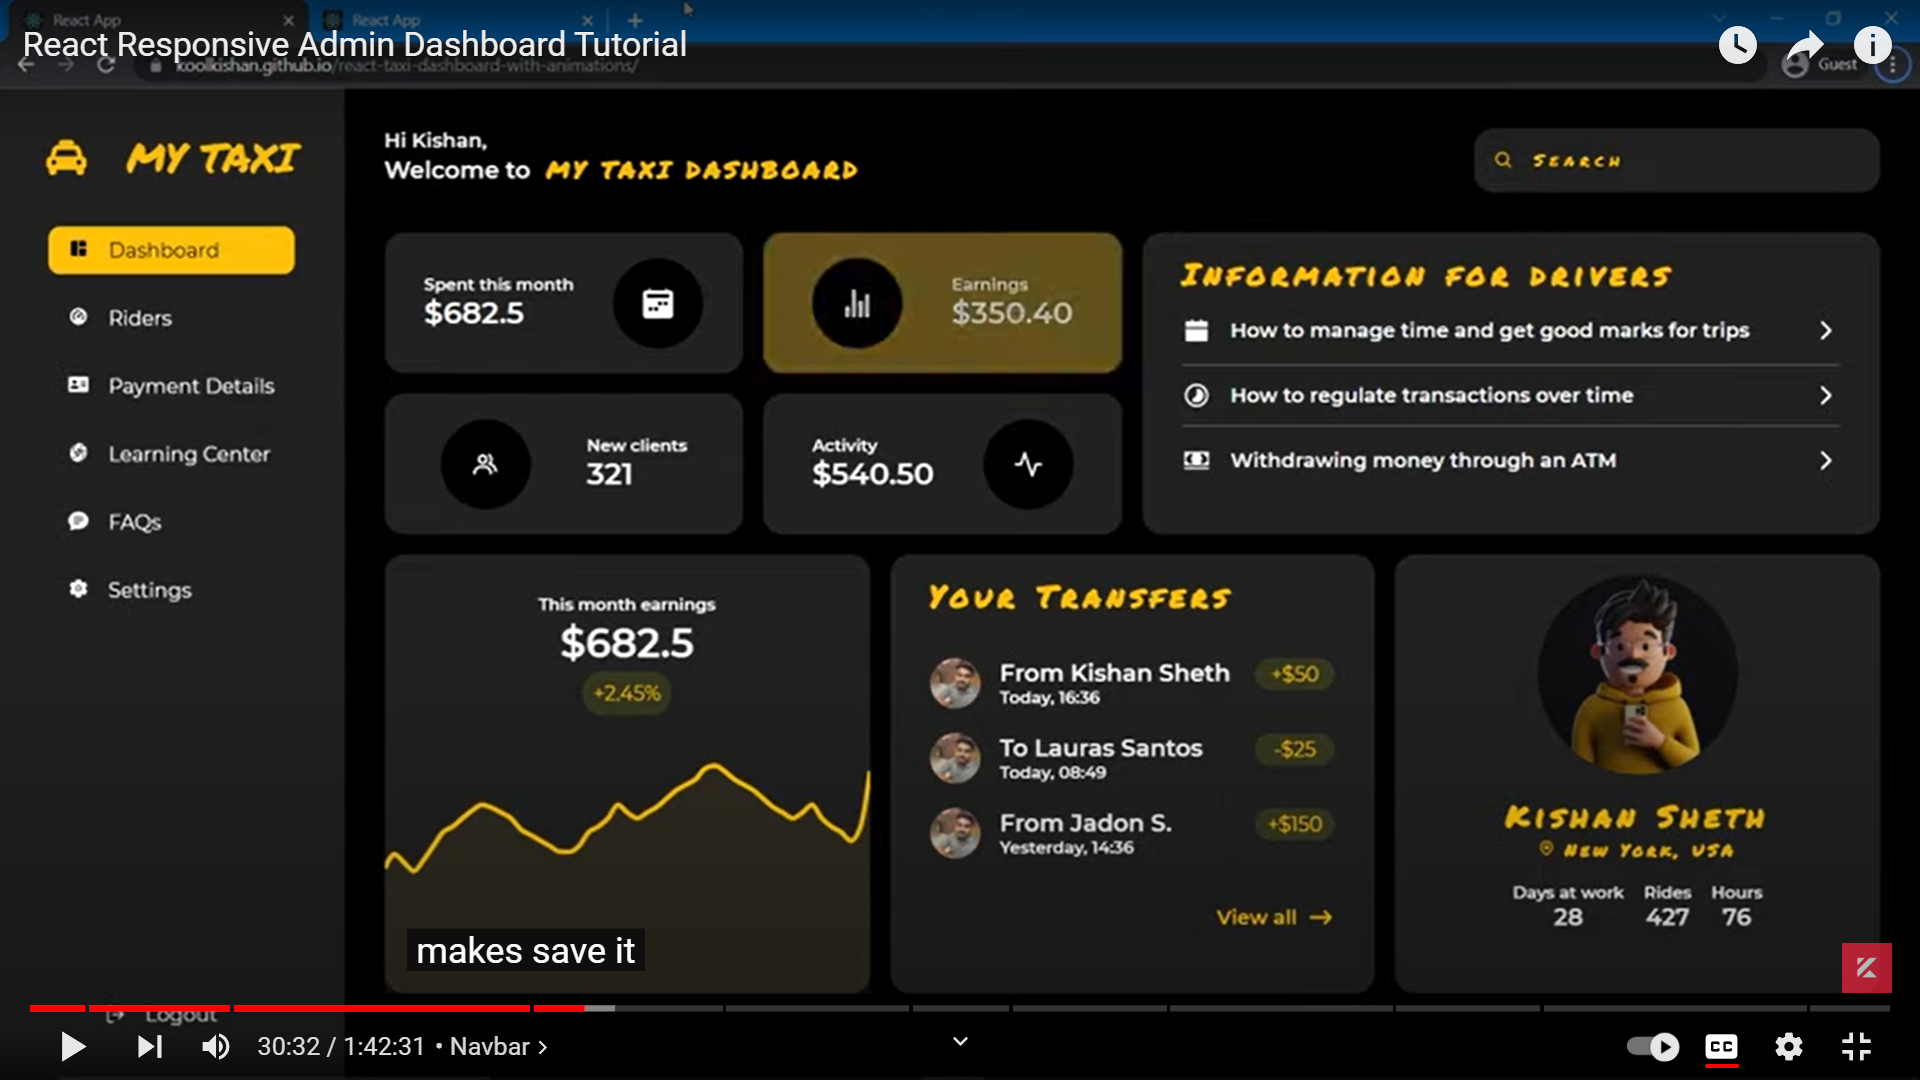 React App
React App
React Responsive Admin Dashboard Tutorial
koolkishan.github.io/react-taxi-dashboard-with-animations/
Guest
MY TAXI
Dashboard
Riders
Payment Details
Learning Center
FAQs
Settings
Logout
Hi Kishan,
Welcome to MY TAXI DASHBOARD
SEARCH
Spent this month
$682.5
Earnings
$350.40
New clients
321
Activity
$540.50
INFORMATION FOR DRIVERS
How to manage time and get good marks for trips
How to regulate transactions over time
Withdrawing money through an ATM
This month earnings
$682.5
+2.45%
YOUR TRANSFERS
From Kishan Sheth
Today, 16:36
+$50
To Lauras Santos
Today, 08:49
-$25
From Jadon S.
Yesterday, 14:36
+$150
View all
KISHAN SHETH
NEW YORK, USA
Days at work Rides Hours
28 427 76
makes save it
30:32 / 1:42:31 • Navbar
CC